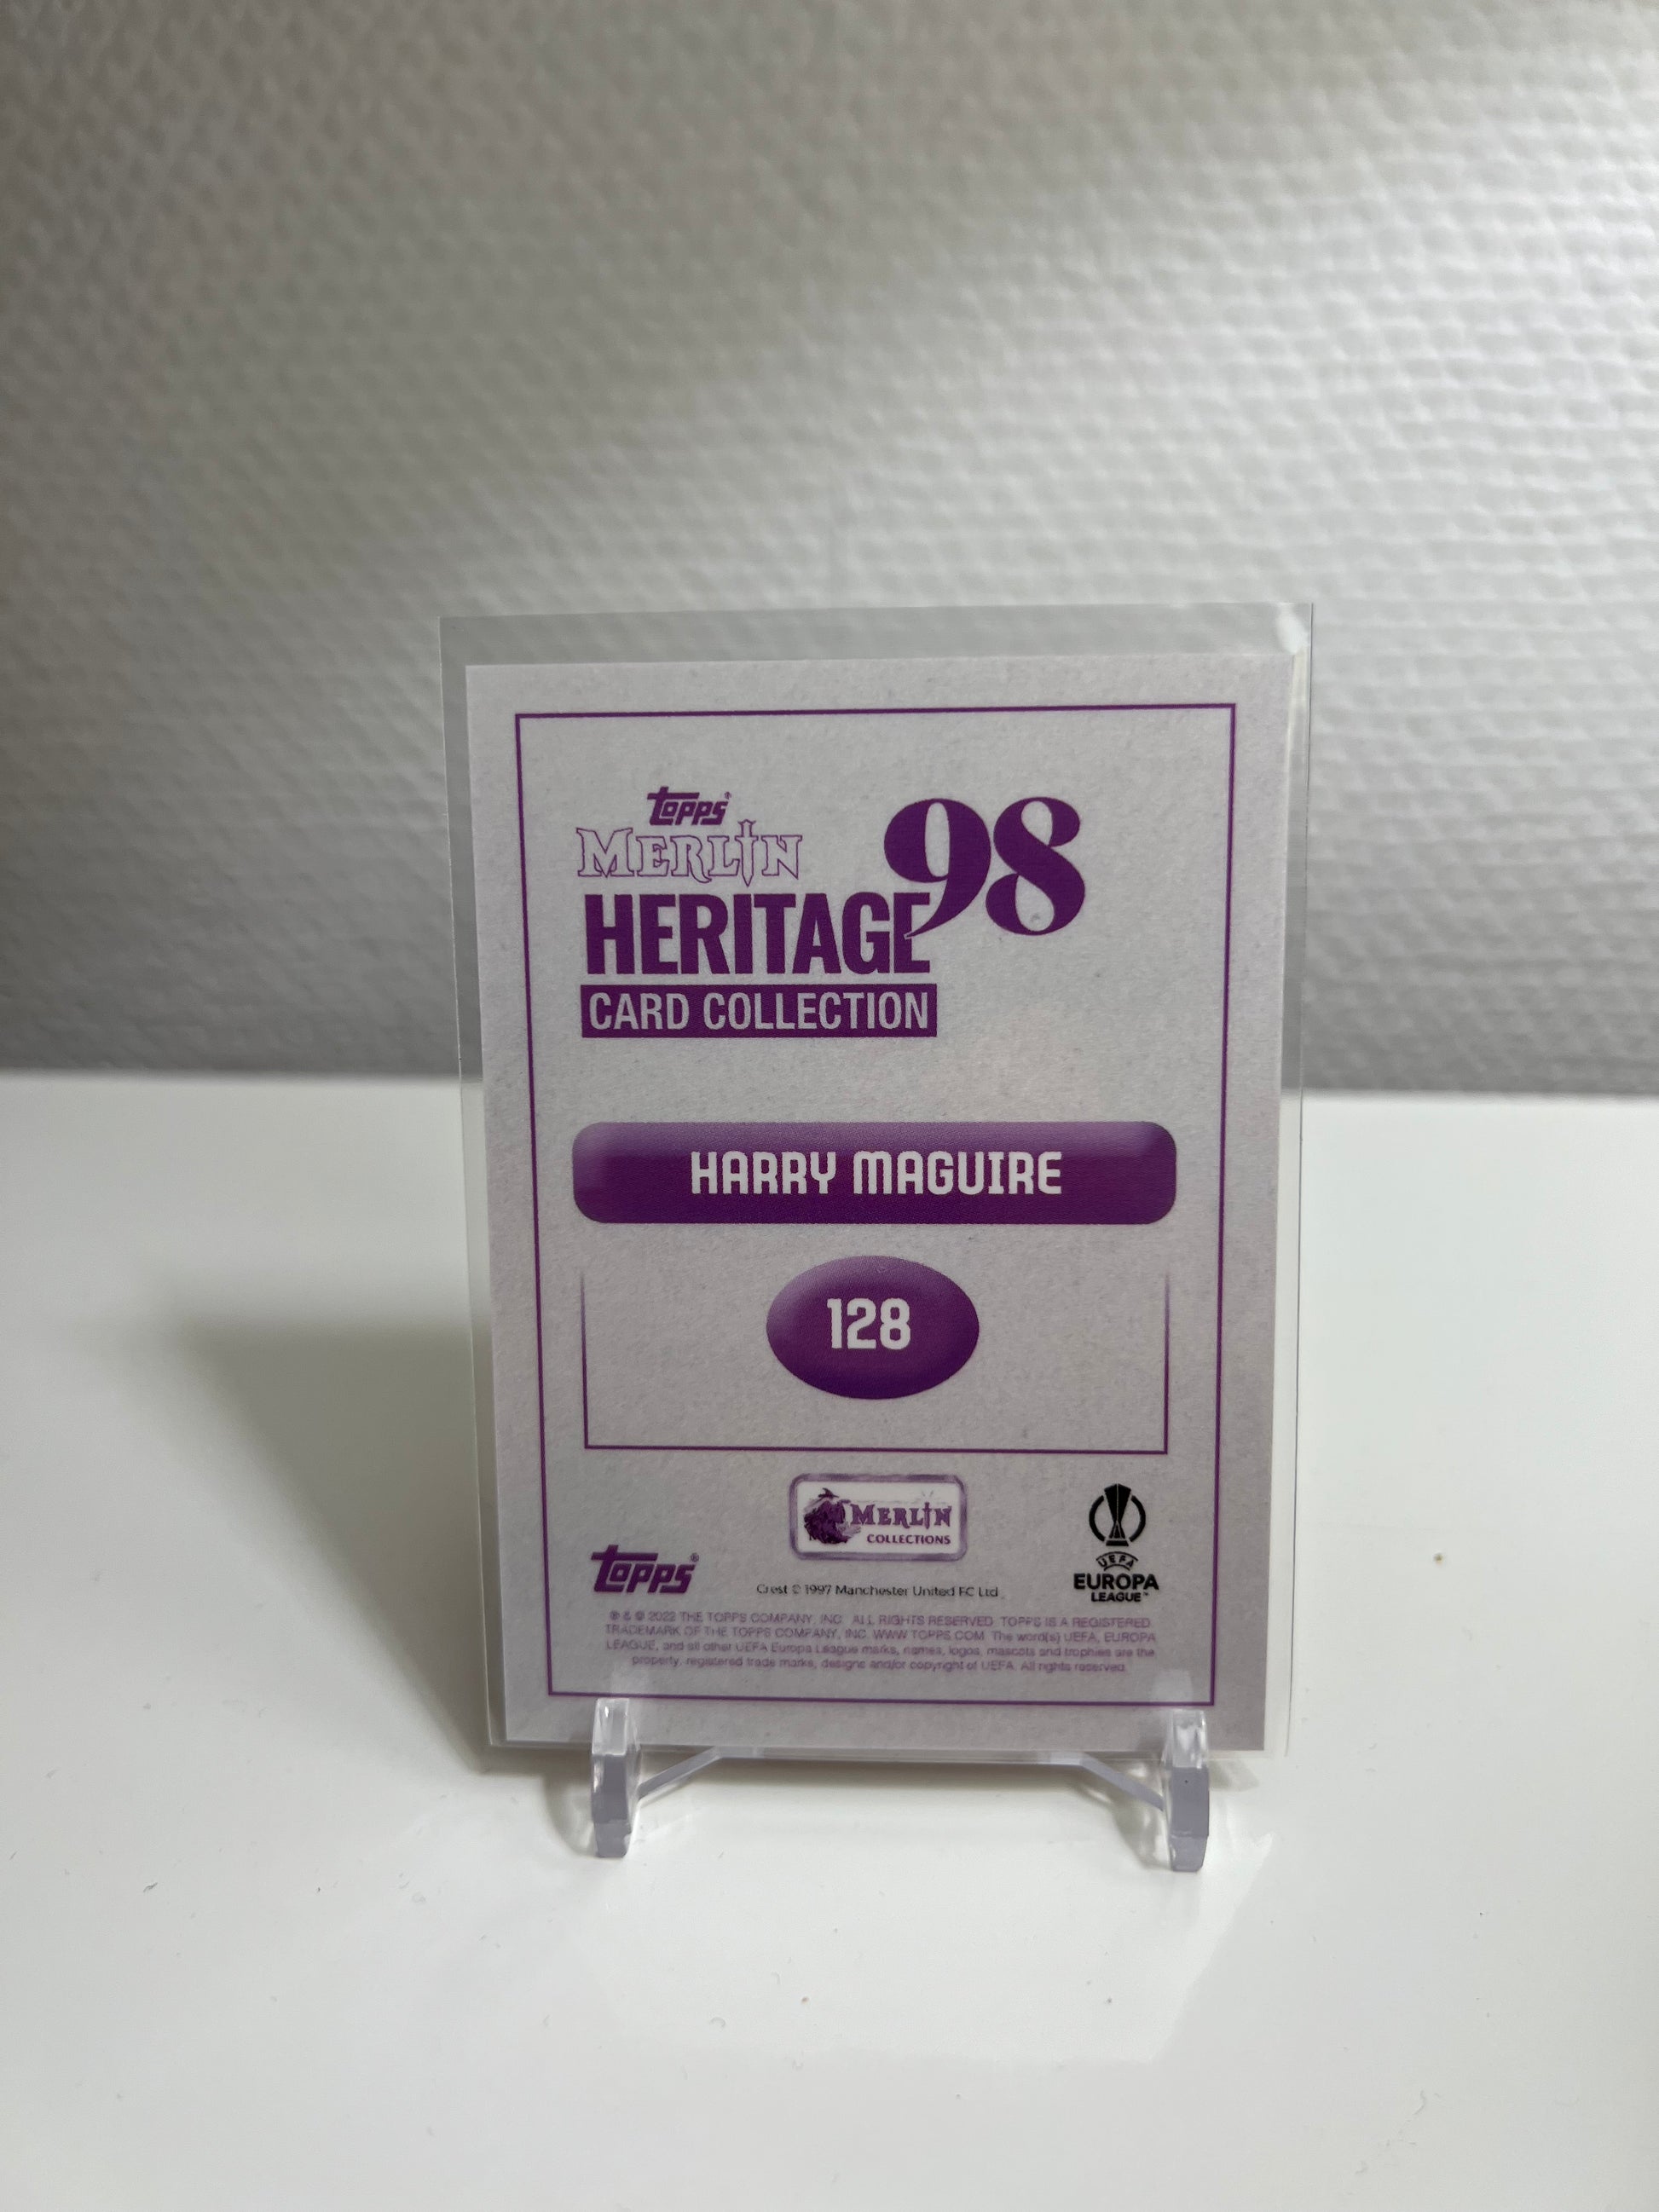 Topps®
MERLIN
98
HERITAGE
CARD COLLECTION
HARRY MAGUIRE
128
MERLIN
COLLECTIONS
Topps®
UEFA
EUROPA
LEAGUE™
Crest © 1997 Manchester United FC Ltd
® & © 2022 THE TOPPS COMPANY, INC. ALL RIGHTS RESERVED. TOPPS IS A REGISTERED
TRADEMARK OF THE TOPPS COMPANY, INC. WWW.TOPPS.COM. The word(s) UEFA, EUROPA
LEAGUE, and all other UEFA Europa League marks, names, logos, mascots and trophies are the
property, registered trade marks, designs and/or copyright of UEFA. All rights reserved.